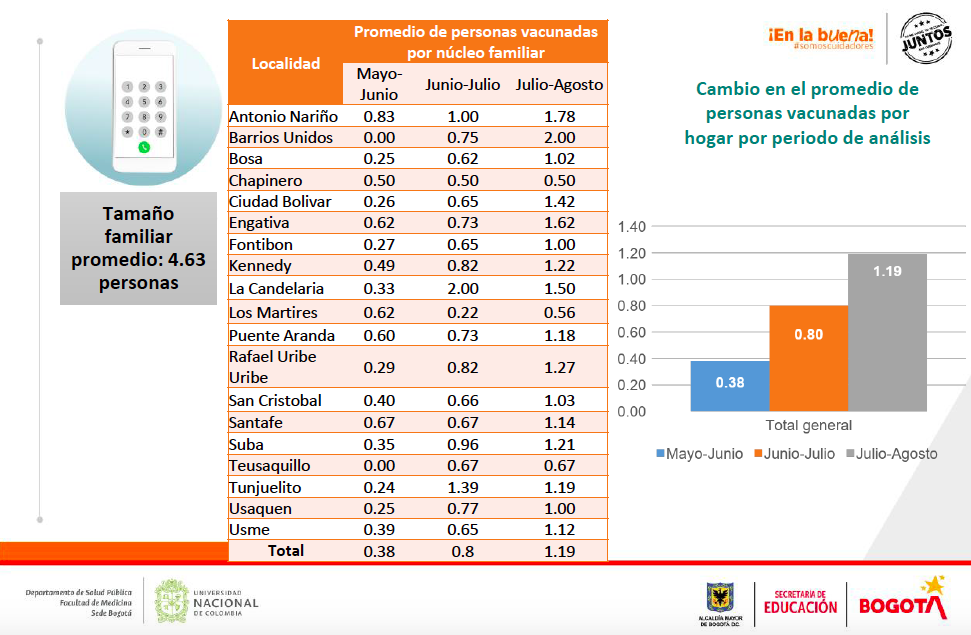 ¡En la buena!
#somoscuidadores
JUNTOS
1 2 3
4 5 6
7 8 9
* 0 #
Tamaño
familiar
promedio: 4.63
personas
Localidad
Promedio de personas vacunadas
por núcleo familiar
Mayo-
Junio
Junio-Julio
Julio-Agosto
Antonio Nariño 0.83 1.00 1.78
Barrios Unidos 0.00 0.75 2.00
Bosa 0.25 0.62 1.02
Chapinero 0.50 0.50 0.50
Ciudad Bolivar 0.26 0.65 1.42
Engativa 0.62 0.73 1.62
Fontibon 0.27 0.65 1.00
Kennedy 0.49 0.82 1.22
La Candelaria 0.33 2.00 1.50
Los Martires 0.62 0.22 0.56
Puente Aranda 0.60 0.73 1.18
Rafael Uribe
Uribe 0.29 0.82 1.27
San Cristobal 0.40 0.66 1.03
Santafe 0.67 0.67 1.14
Suba 0.35 0.96 1.21
Teusaquillo 0.00 0.67 0.67
Tunjuelito 0.24 1.39 1.19
Usaquen 0.25 0.77 1.00
Usme 0.39 0.65 1.12
Total 0.38 0.8 1.19
Cambio en el promedio de
personas vacunadas por
hogar por periodo de análisis
1.40
1.20
1.00
0.80
0.60
0.40
0.20
0.00
0.38
0.80
1.19
Total general
Mayo-Junio Junio-Julio Julio-Agosto
Departamento de Salud Pública
Facultad de Medicina
Sede Bogotá
UNIVERSIDAD
NACIONAL
DE COLOMBIA
ALCALDÍA MAYOR
DE BOGOTÁ D.C.
SECRETARÍA DE
EDUCACIÓN
BOGOTÁ